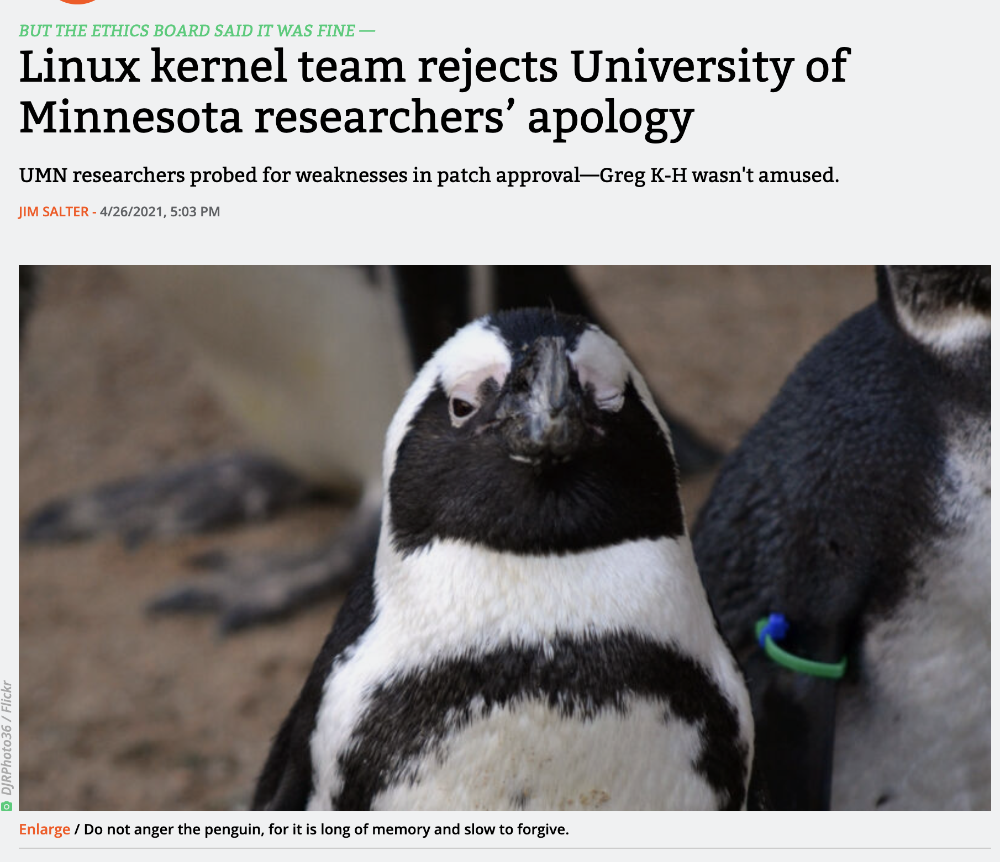 BUT THE ETHICS BOARD SAID IT WAS FINE —
Linux kernel team rejects University of
Minnesota researchers’ apology
UMN researchers probed for weaknesses in patch approval—Greg K-H wasn't amused.
JIM SALTER - 4/26/2021, 5:03 PM
DJRPhoto36 / Flickr
Enlarge / Do not anger the penguin, for it is long of memory and slow to forgive.